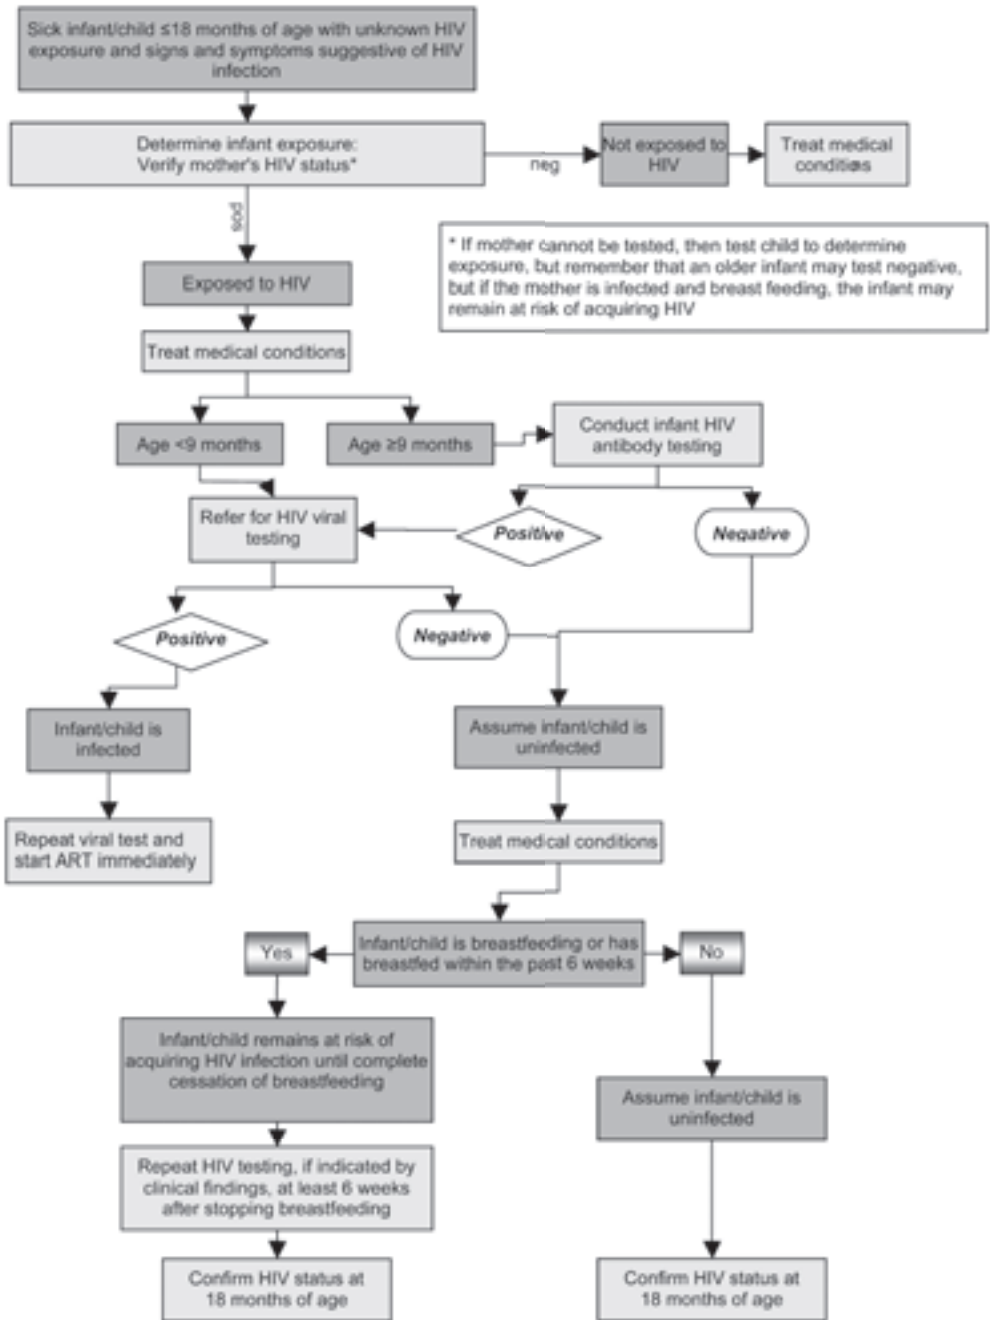 Sick infant/child ≤18 months of age with unknown HIV
exposure and signs and symptoms suggestive of HIV
infection
Determine infant exposure:
Verify mother's HIV status*
neg
Not exposed to
HIV
Treat medical
conditions
pos
* If mother cannot be tested, then test child to determine
exposure, but remember that an older infant may test negative,
but if the mother is infected and breast feeding, the infant may
remain at risk of acquiring HIV
Exposed to HIV
Treat medical conditions
Age <9 months
Age ≥9 months
Conduct infant HIV
antibody testing
Refer for HIV viral
testing
Positive
Negative
Positive
Negative
Infant/child is
infected
Assume infant/child is
uninfected
Repeat viral test and
start ART immediately
Treat medical conditions
Yes
Infant/child is breastfeeding or has
breastfed within the past 6 weeks
No
Infant/child remains at risk of
acquiring HIV infection until complete
cessation of breastfeeding
Assume infant/child is
uninfected
Repeat HIV testing, if indicated by
clinical findings, at least 6 weeks
after stopping breastfeeding
Confirm HIV status at
18 months of age
Confirm HIV status at
18 months of age